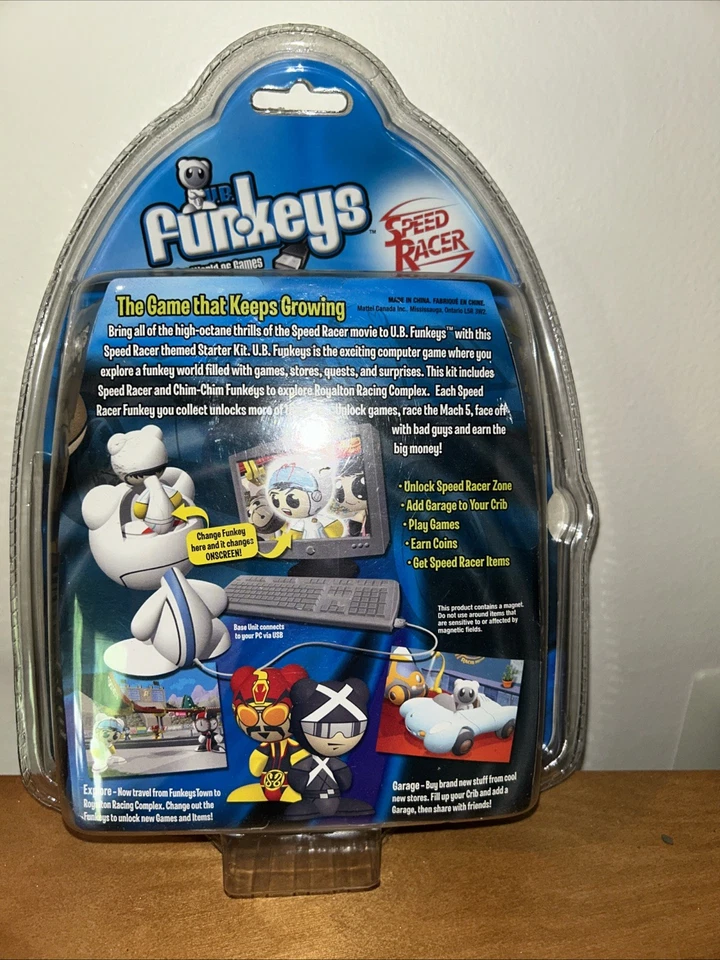 U.B.
funkeys™
World of Games
SPEED
RACER
The Game that Keeps Growing
MADE IN CHINA. FABRIQUÉ EN CHINE.
Mattel Canada Inc., Mississauga, Ontario L5R 3W2.
Bring all of the high-octane thrills of the Speed Racer movie to U.B. Funkeys™ with this
Speed Racer themed Starter Kit. U.B. Funkeys is the exciting computer game where you
explore a funkey world filled with games, stores, quests, and surprises. This kit includes
Speed Racer and Chim-Chim Funkeys to explore Royalton Racing Complex. Each Speed
Racer Funkey you collect unlocks more of Unlock games, race the Mach 5, face off
with bad guys and earn the
big money!
• Unlock Speed Racer Zone
• Add Garage to Your Crib
• Play Games
• Earn Coins
• Get Speed Racer Items
Change Funkey
here and it changes
ONSCREEN!
This product contains a magnet.
Do not use around items that
are sensitive to or affected by
magnetic fields.
Base Unit connects
to your PC via USB
Explore - Now travel from FunkeysTown to
Royalton Racing Complex. Change out the
Funkeys to unlock new Games and Items!
Garage - Buy brand new stuff from cool
new stores. Fill up your Crib and add a
Garage, then share with friends!